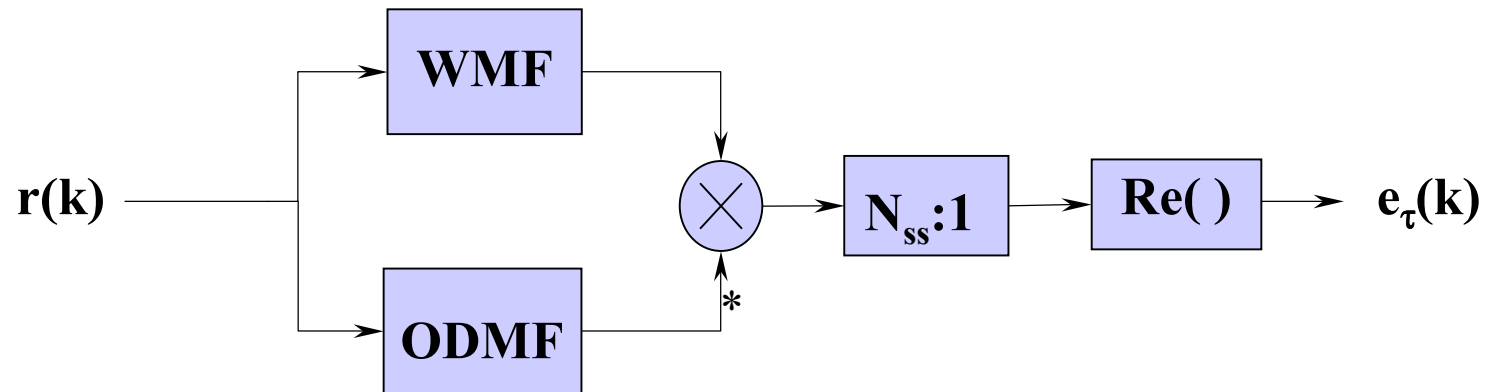 WMF
r(k)
N_ss:1
Re( )
e_τ(k)
*
ODMF